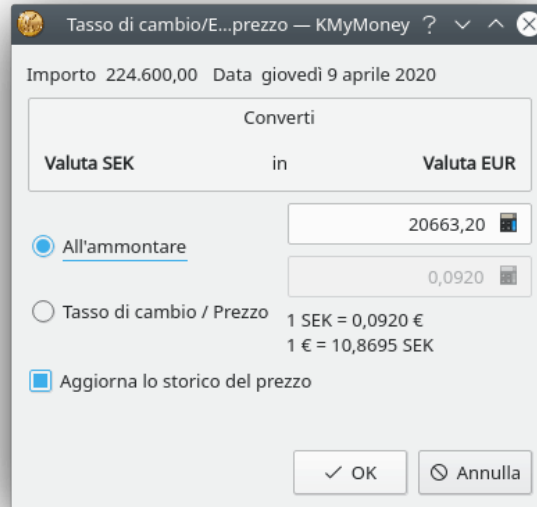 Tasso di cambio/E...prezzo — KMyMoney
Importo 224.600,00 Data giovedì 9 aprile 2020
Converti
Valuta SEK in Valuta EUR
20663,20
All'ammontare
0,0920
Tasso di cambio / Prezzo
1 SEK = 0,0920 €
1 € = 10,8695 SEK
Aggiorna lo storico del prezzo
OK Annulla